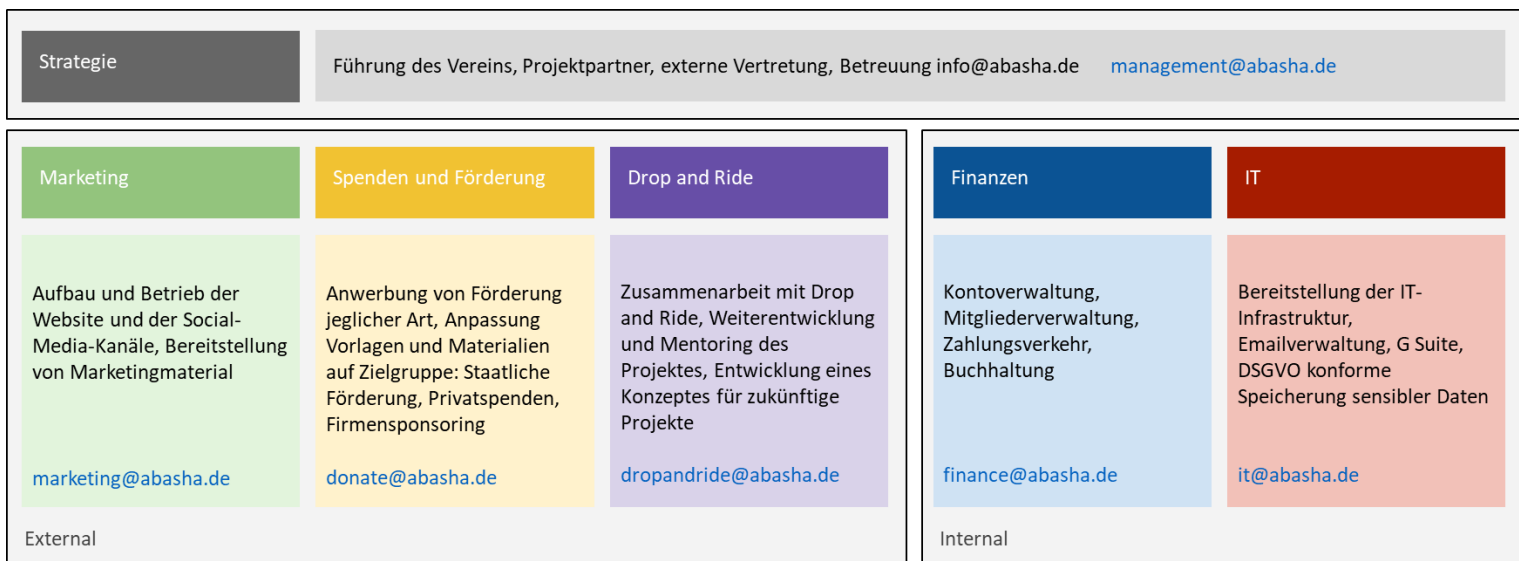 Strategie
Führung des Vereins, Projektpartner, externe Vertretung, Betreuung info@abasha.de management@abasha.de
Marketing
Aufbau und Betrieb der
Website und der Social-
Media-Kanäle, Bereitstellung
von Marketingmaterial
marketing@abasha.de
Spenden und Förderung
Anwerbung von Förderung
jeglicher Art, Anpassung
Vorlagen und Materialien
auf Zielgruppe: Staatliche
Förderung, Privatspenden,
Firmensponsoring
donate@abasha.de
Drop and Ride
Zusammenarbeit mit Drop
and Ride, Weiterentwicklung
und Mentoring des
Projektes, Entwicklung eines
Konzeptes für zukünftige
Projekte
dropandride@abasha.de
External
Finanzen
Kontoverwaltung,
Mitgliederverwaltung,
Zahlungsverkehr,
Buchhaltung
finance@abasha.de
IT
Bereitstellung der IT-
Infrastruktur,
Emailverwaltung, G Suite,
DSGVO konforme
Speicherung sensibler Daten
it@abasha.de
Internal